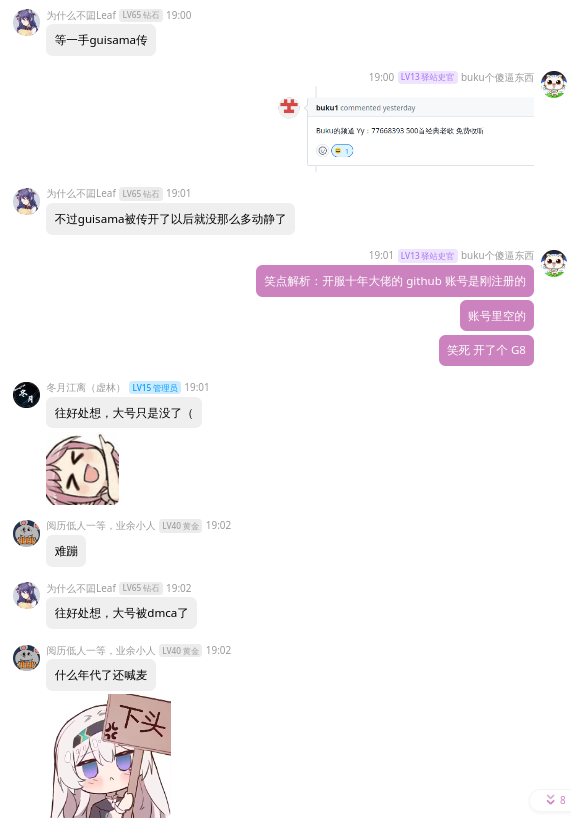 为什么不囸Leaf LV65 钻石 19:00
等一手guisama传
19:00 LV13 驿站史官 buku个傻逼东西
buku1 commented yesterday
Buku的频道 Yy：77668393 500首经典老歌 免费收听
1
为什么不囸Leaf LV65 钻石 19:01
不过guisama被传开了以后就没那么多动静了
19:01 LV13 驿站史官 buku个傻逼东西
笑点解析：开服十年大佬的 github 账号是刚注册的
账号里空的
笑死 开了个 G8
冬月江离（虚林） LV15 管理员 19:01
往好处想，大号只是没了（
阅历低人一等，业余小人 LV40 黄金 19:02
难蹦
为什么不囸Leaf LV65 钻石 19:02
往好处想，大号被dmca了
阅历低人一等，业余小人 LV40 黄金 19:02
什么年代了还喊麦
下头
8